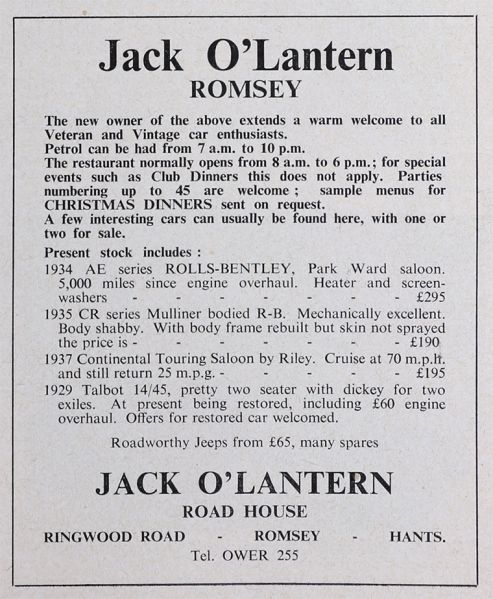 Jack O'Lantern
ROMSEY
The new owner of the above extends a warm welcome to all
Veteran and Vintage car enthusiasts.
Petrol can be had from 7 a.m. to 10 p.m.
The restaurant normally opens from 8 a.m. to 6 p.m.; for special
events such as Club Dinners this does not apply. Parties
numbering up to 45 are welcome; sample menus for
CHRISTMAS DINNERS sent on request.
A few interesting cars can usually be found here, with one or
two for sale.
Present stock includes :
1934 AE series ROLLS-BENTLEY, Park Ward saloon.
5,000 miles since engine overhaul. Heater and screen-
washers - - - - - - - £295
1935 CR series Mulliner bodied R-B. Mechanically excellent.
Body shabby. With body frame rebuilt but skin not sprayed
the price is - - - - - - - - £190
1937 Continental Touring Saloon by Riley. Cruise at 70 m.p.h.
and still return 25 m.p.g. - - - - - £195
1929 Talbot 14/45, pretty two seater with dickey for two
exiles. At present being restored, including £60 engine
overhaul. Offers for restored car welcomed.
Roadworthy Jeeps from £65, many spares
JACK O'LANTERN
ROAD HOUSE
RINGWOOD ROAD - ROMSEY - HANTS.
Tel. OWER 255